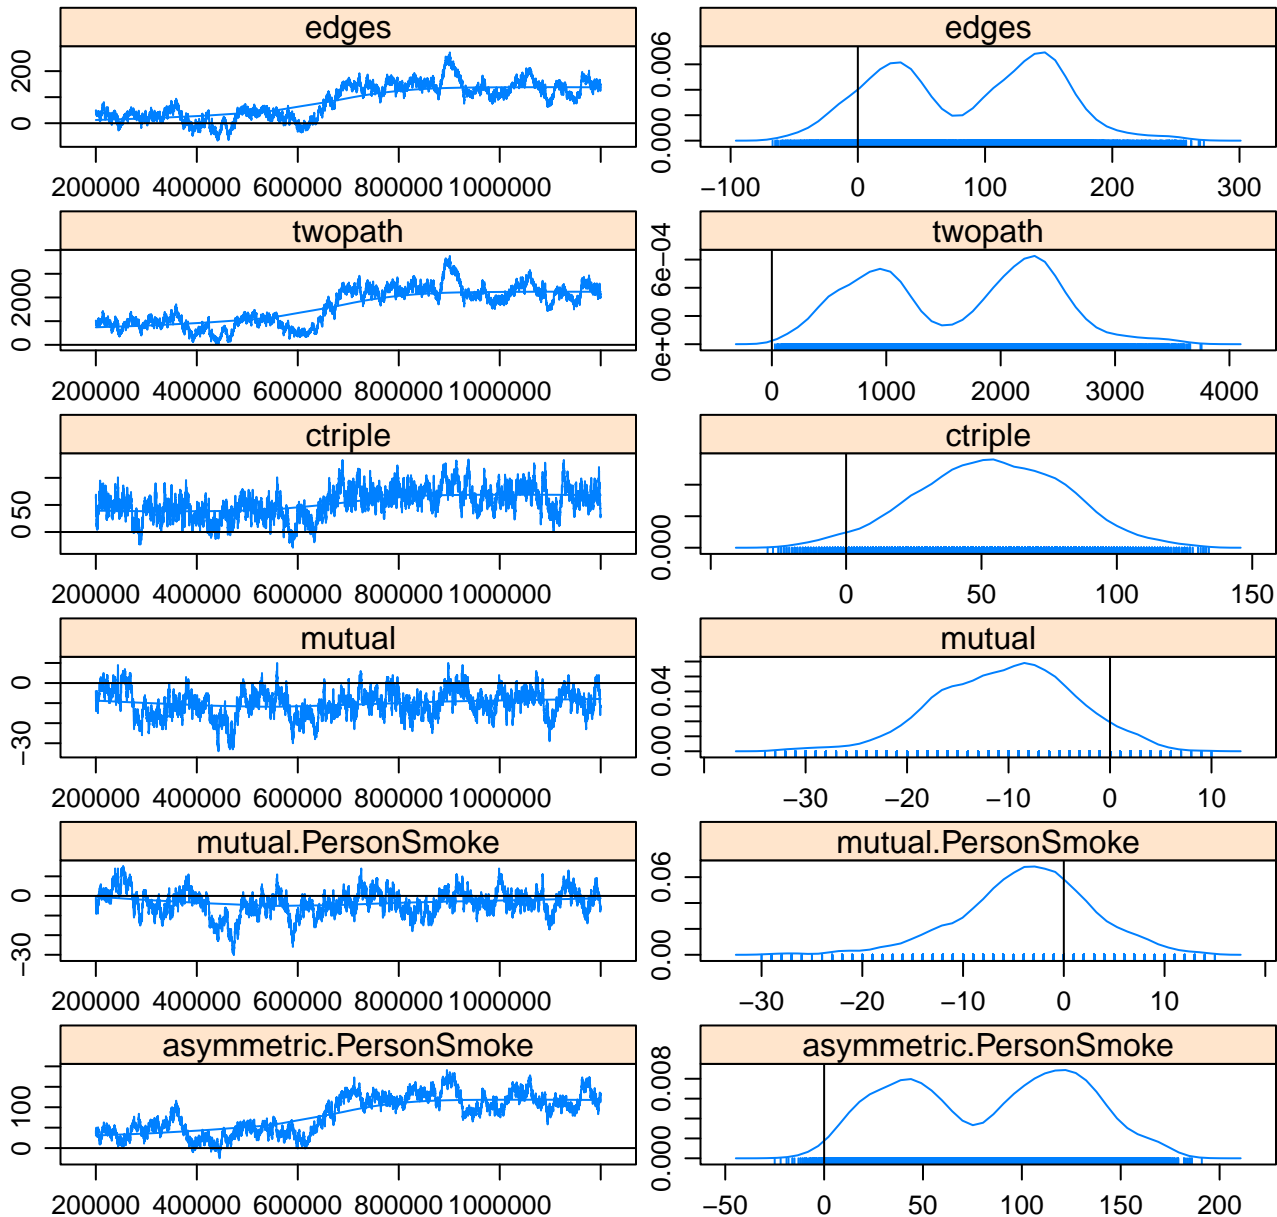 edges
0 200
200000 400000 600000 800000 1000000
edges
0.000 0.006
−100 0 100 200 300
twopath
0 2000
200000 400000 600000 800000 1000000
twopath
0e+00 6e−04
0 1000 2000 3000 4000
ctriple
0 50
200000 400000 600000 800000 1000000
ctriple
0.000
0 50 100 150
mutual
−30 0
200000 400000 600000 800000 1000000
mutual
0.00 0.04
−30 −20 −10 0 10
mutual.PersonSmoke
−30 0
200000 400000 600000 800000 1000000
mutual.PersonSmoke
0.00 0.06
−30 −20 −10 0 10
asymmetric.PersonSmoke
0 100
200000 400000 600000 800000 1000000
asymmetric.PersonSmoke
0.000 0.008
−50 0 50 100 150 200